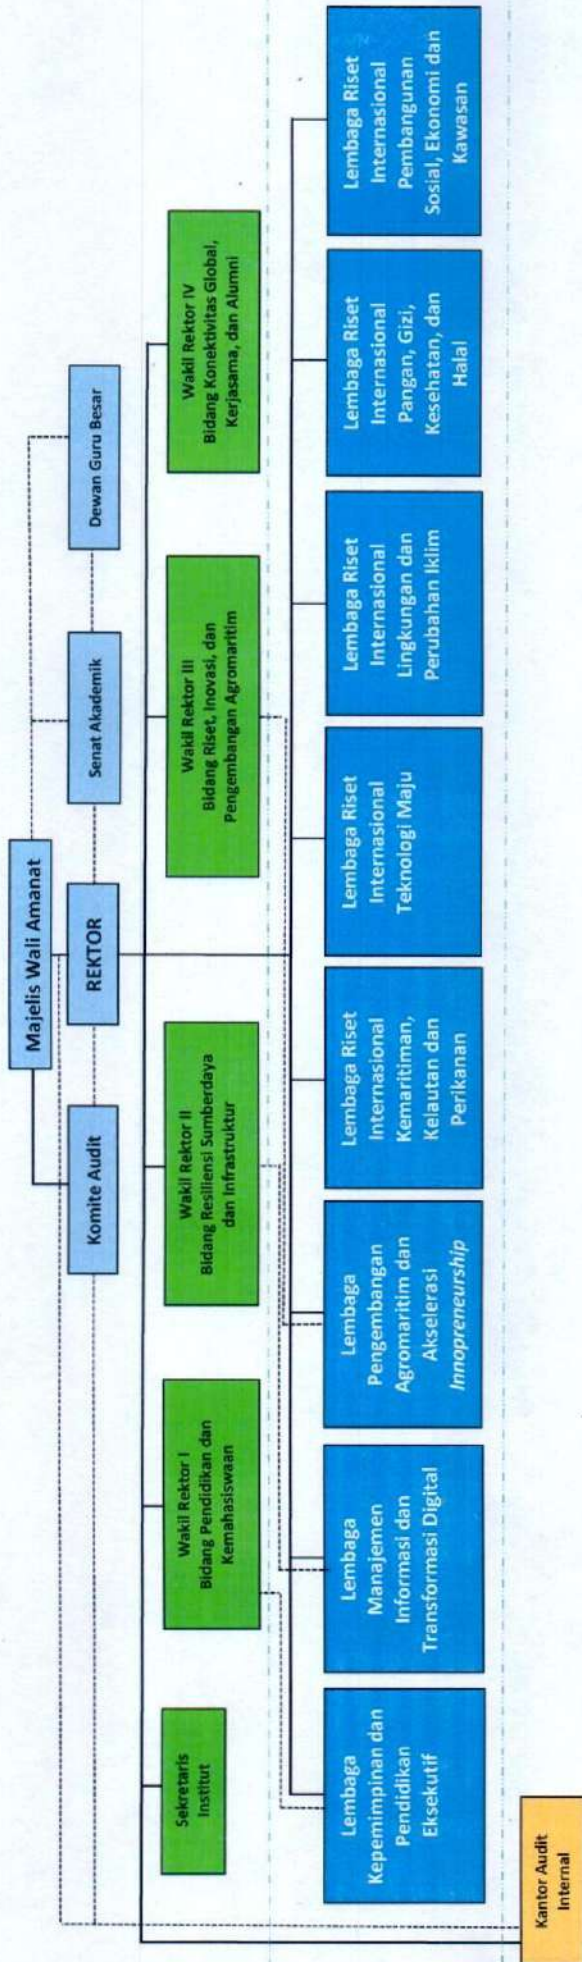 Majelis Wali Amanat
Komite Audit
REKTOR
Senat Akademik
Dewan Guru Besar
Sekretaris
Institut
Wakil Rektor I
Bidang Pendidikan dan
Kemahasiswaan
Wakil Rektor II
Bidang Resiliensi Sumberdaya
dan Infrastruktur
Wakil Rektor III
Bidang Riset, Inovasi, dan
Pengembangan Agromaritim
Wakil Rektor IV
Bidang Konektivitas Global,
Kerjasama, dan Alumni
Lembaga
Kepemimpinan dan
Pendidikan
Eksekutif
Lembaga
Manajemen
Informasi dan
Transformasi Digital
Lembaga
Pengembangan
Agromaritim dan
Akselerasi
Innopreneurship
Lembaga Riset
Internasional
Kemaritiman,
Kelautan dan
Perikanan
Lembaga Riset
Internasional
Teknologi Maju
Lembaga Riset
Internasional
Lingkungan dan
Perubahan Iklim
Lembaga Riset
Internasional
Pangan, Gizi,
Kesehatan, dan
Halal
Lembaga Riset
Internasional
Pembangunan
Sosial, Ekonomi dan
Kawasan
Kantor Audit
Internal